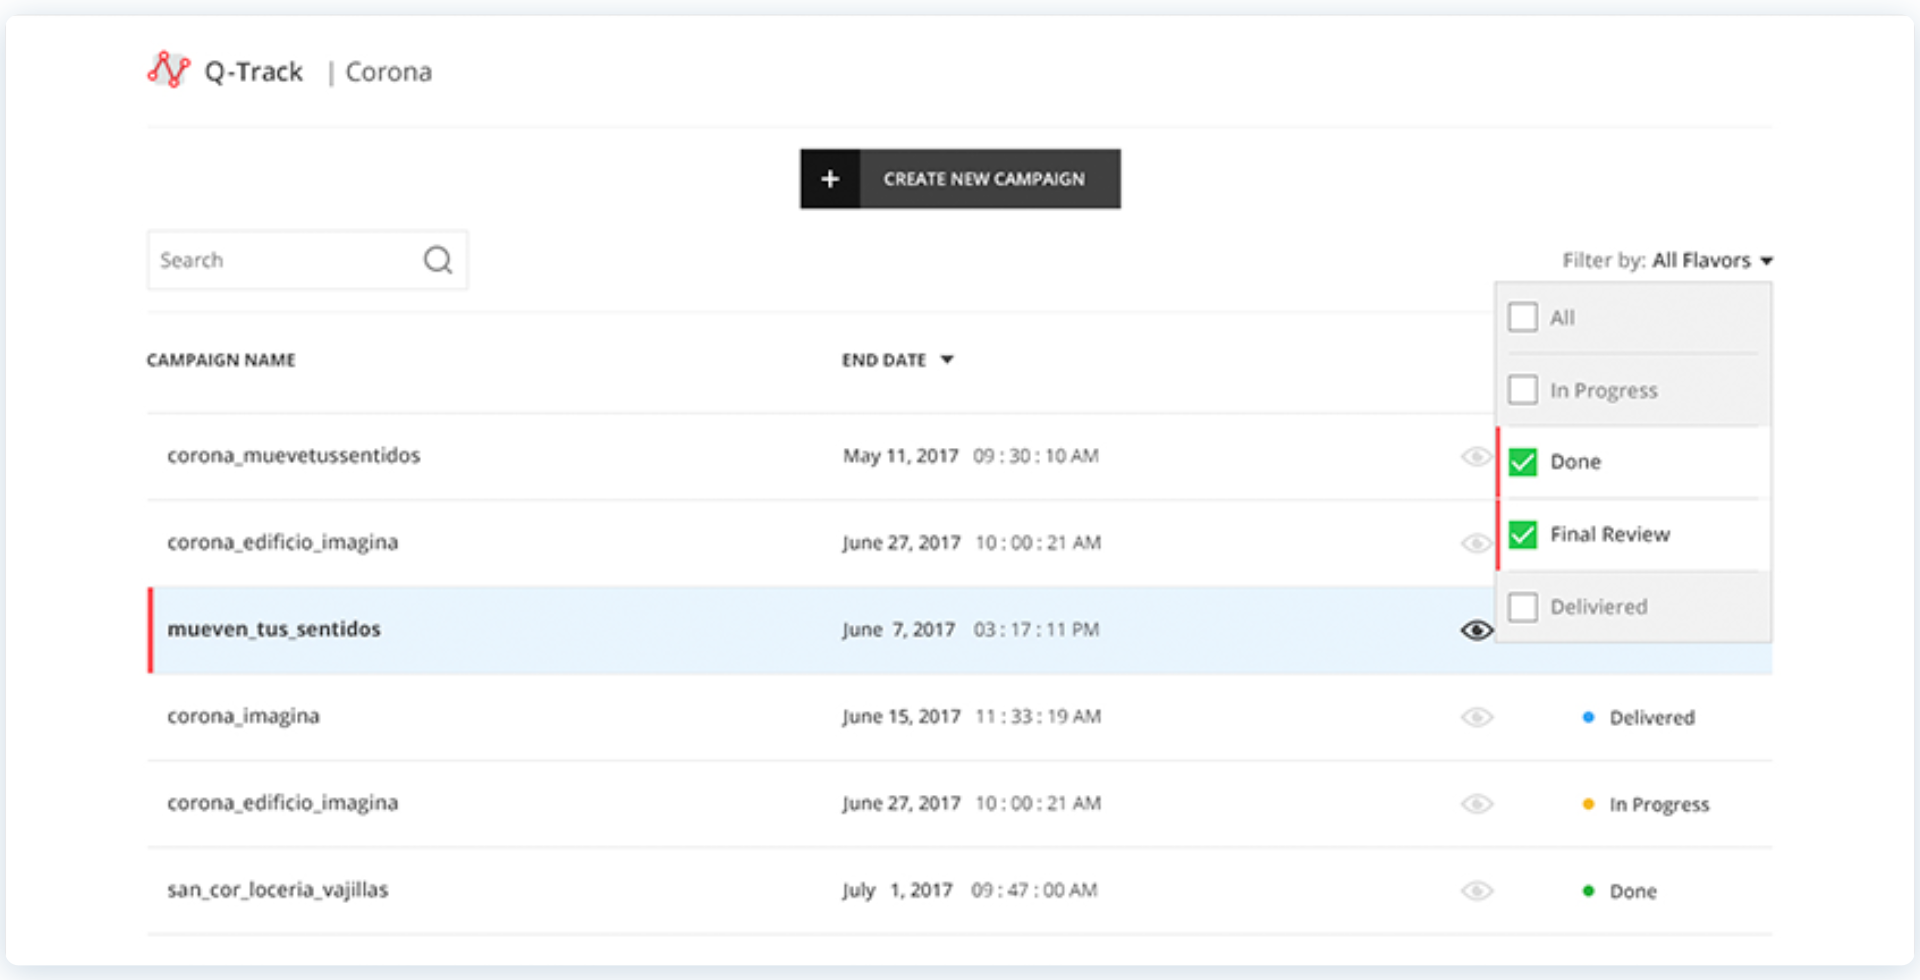 Q-Track | Corona
+ CREATE NEW CAMPAIGN
Search
Filter by: All Flavors
All
CAMPAIGN NAME END DATE
In Progress
corona_muevetussentidos May 11, 2017 09 : 30 : 10 AM
Done
corona_edificio_imagina June 27, 2017 10 : 00 : 21 AM
Final Review
mueven_tus_sentidos June 7, 2017 03 : 17 : 11 PM
Deliviered
corona_imagina June 15, 2017 11 : 33 : 19 AM Delivered
corona_edificio_imagina June 27, 2017 10 : 00 : 21 AM In Progress
san_cor_loceria_vajillas July 1, 2017 09 : 47 : 00 AM Done